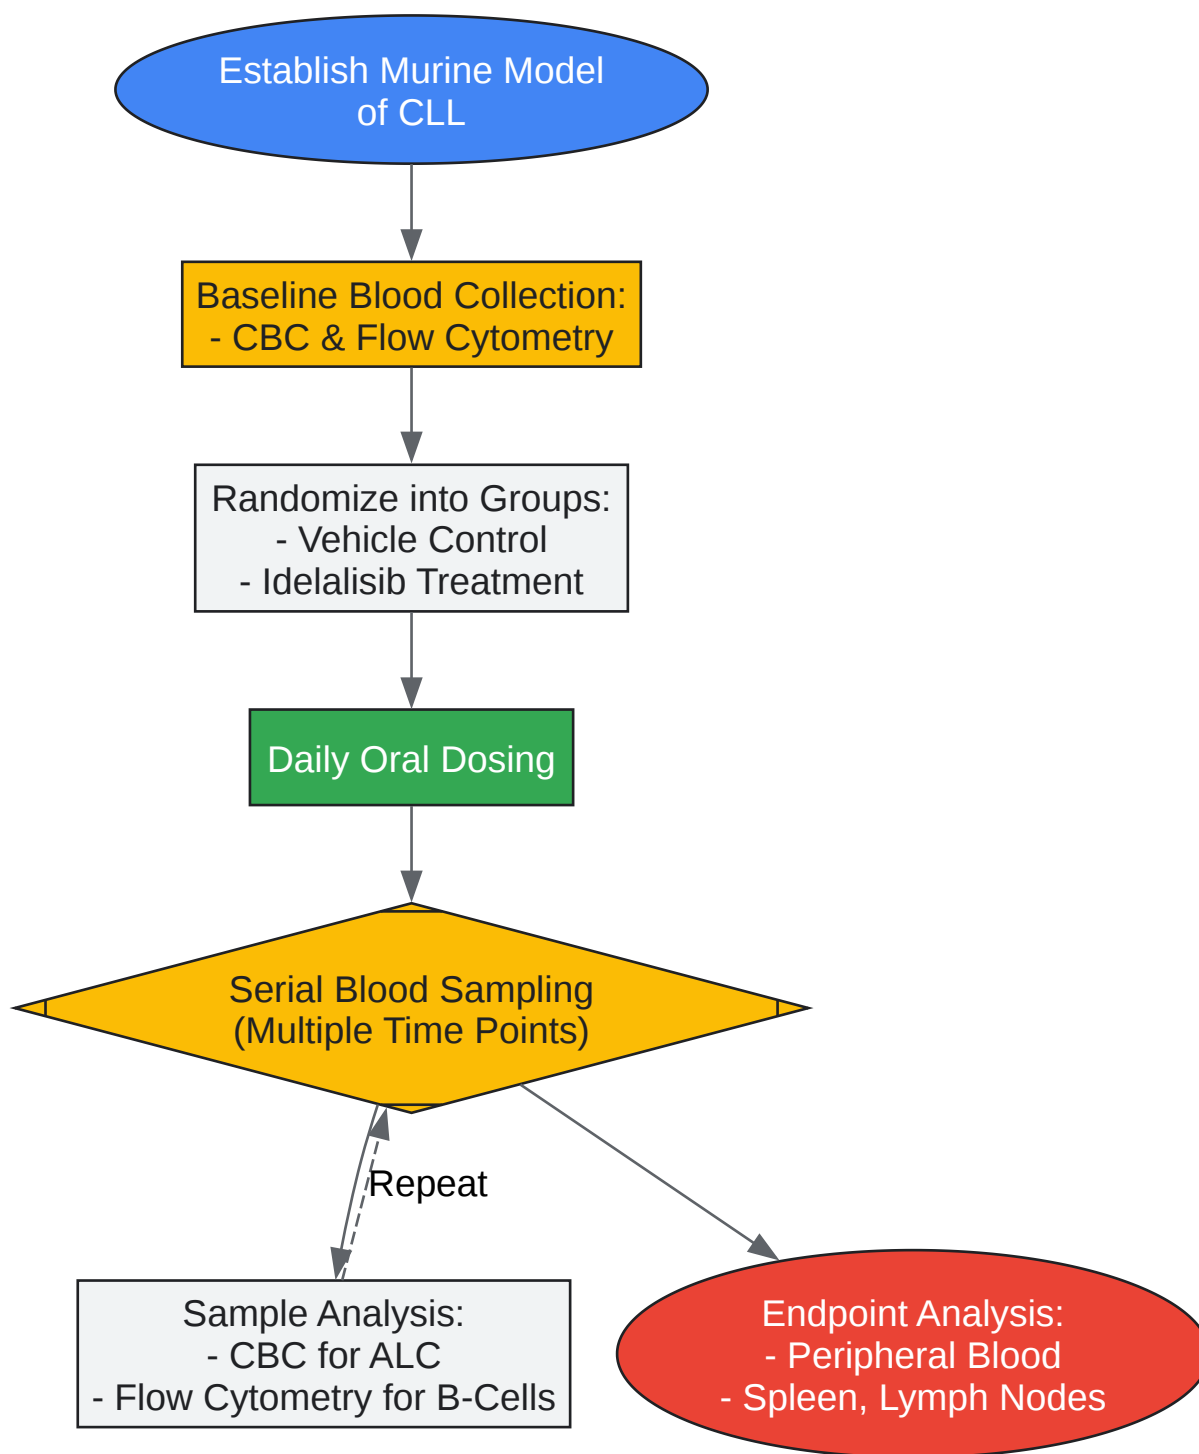 Establish Murine Model
of CLL
Baseline Blood Collection:
- CBC & Flow Cytometry
Randomize into Groups:
- Vehicle Control
- Idelalisib Treatment
Daily Oral Dosing
Serial Blood Sampling
(Multiple Time Points)
Repeat
Sample Analysis:
- CBC for ALC
- Flow Cytometry for B-Cells
Endpoint Analysis:
- Peripheral Blood
- Spleen, Lymph Nodes